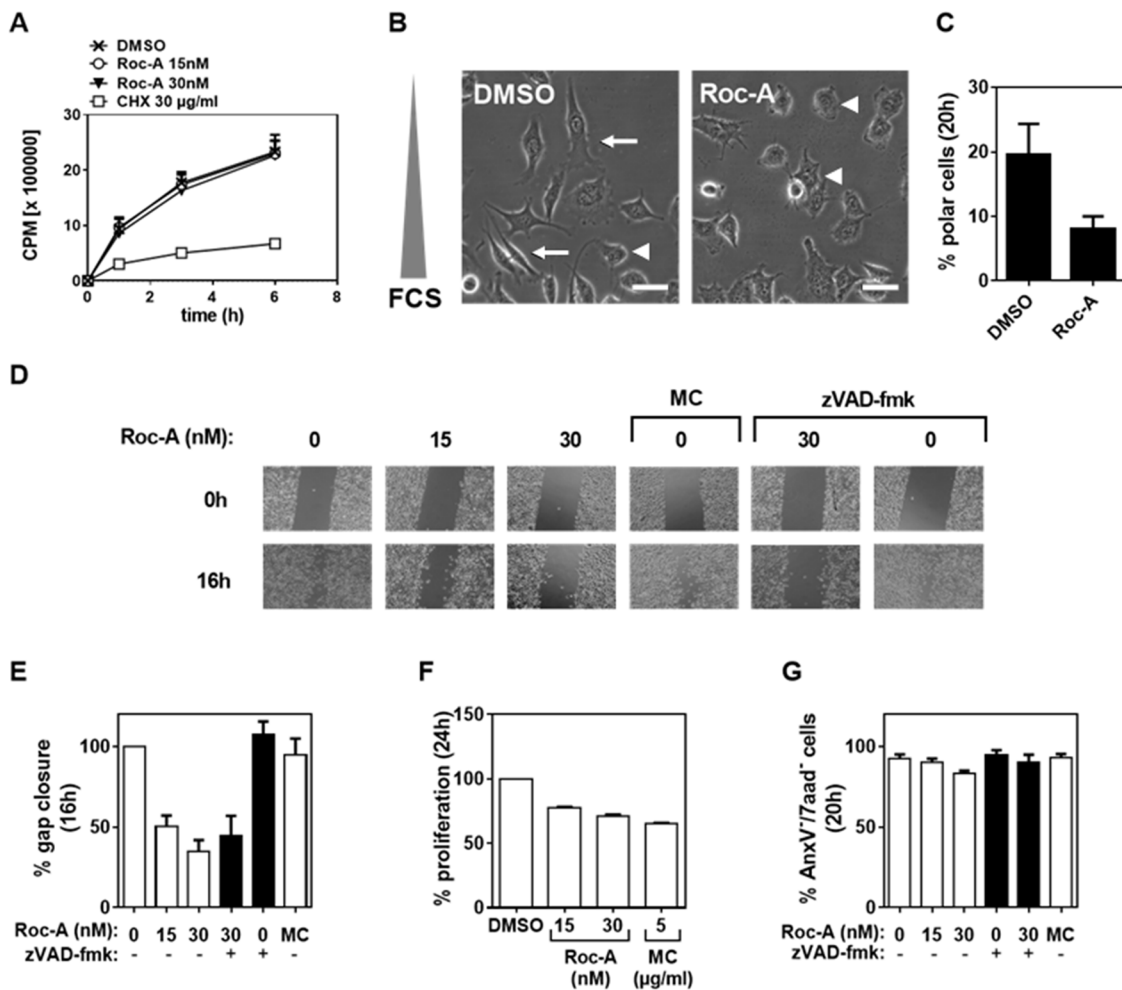 A
DMSO
Roc-A 15nM
Roc-A 30nM
CHX 30 µg/ml
CPM [x 100000]
30
20
10
0
0 2 4 6 8
time (h)
B
FCS
DMSO
Roc-A
C
% polar cells (20h)
30
20
10
0
DMSO
Roc-A
D
MC zVAD-fmk
Roc-A (nM): 0 15 30 0 30 0
0h
16h
E
% gap closure
(16h)
100
50
0
Roc-A (nM): 0 15 30 30 0 MC
zVAD-fmk: - - - + + -
F
% proliferation (24h)
150
100
50
0
DMSO 15 30 5
Roc-A MC
(nM) (µg/ml)
G
% AnxV⁻/7aad⁻ cells
(20h)
100
50
0
Roc-A (nM): 0 15 30 0 30 MC
zVAD-fmk: - - - + + -